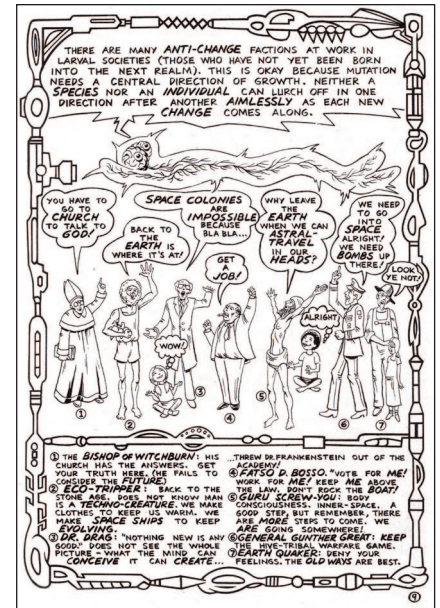 THERE ARE MANY ANTI-CHANGE FACTIONS AT WORK IN
LARVAL SOCIETIES (THOSE WHO HAVE NOT YET BEEN BORN
INTO THE NEXT REALM). THIS IS OKAY BECAUSE MUTATION
NEEDS A CENTRAL DIRECTION OF GROWTH. NEITHER A
SPECIES NOR AN INDIVIDUAL CAN LURCH OFF IN ONE
DIRECTION AFTER ANOTHER AIMLESSLY AS EACH NEW
CHANGE COMES ALONG.
YOU HAVE TO
GO TO
CHURCH
TO TALK TO
GOD!
BACK TO
THE
EARTH IS
WHERE IT'S AT!
SPACE COLONIES
ARE
IMPOSSIBLE
BECAUSE
BLA BLA...
WOW!
GET
A
JOB!
WHY LEAVE
THE
EARTH
WHEN WE CAN
ASTRAL-
TRAVEL
IN OUR
HEADS?
ALRIGHT
WE NEED
TO GO
INTO
SPACE
ALRIGHT!
WE NEED
BOMBS UP
THERE!
LOOK
YE NOT!
1
2
3
4
5
6
7
① THE BISHOP OF WITCHBURN: HIS
CHURCH HAS THE ANSWERS. GET
YOUR TRUTH HERE. (HE FAILS TO
CONSIDER THE FUTURE)
② ECO-TRIPPER: BACK TO THE
STONE AGE. DOES NOT KNOW MAN
IS A TECHNO-CREATURE. WE MAKE
CLOTHES TO KEEP US WARM. WE
MAKE SPACE SHIPS TO KEEP
EVOLVING.
③ DR. DRAG: "NOTHING NEW IS ANY
GOOD." DOES NOT SEE THE WHOLE
PICTURE - WHAT THE MIND CAN
CONCEIVE IT CAN CREATE...
...THREW DR. FRANKENSTEIN OUT OF THE
ACADEMY!
④ FATSO D. BOSSO. "VOTE FOR ME!
WORK FOR ME! KEEP ME ABOVE
THE LAW. DON'T ROCK THE BOAT!
⑤ GURU SCREW-YOU: BODY
CONSCIOUSNESS. INNER-SPACE. A
GOOD STEP, BUT REMEMBER, THERE
ARE MORE STEPS TO COME. WE
ARE GOING SOMEWHERE!
⑥ GENERAL GUNTHER GREAT: KEEP
THE HIVE-TRIBAL WARFARE GAME.
⑦ EARTH QUAKER: DENY YOUR
FEELINGS. THE OLD WAYS ARE BEST.
9